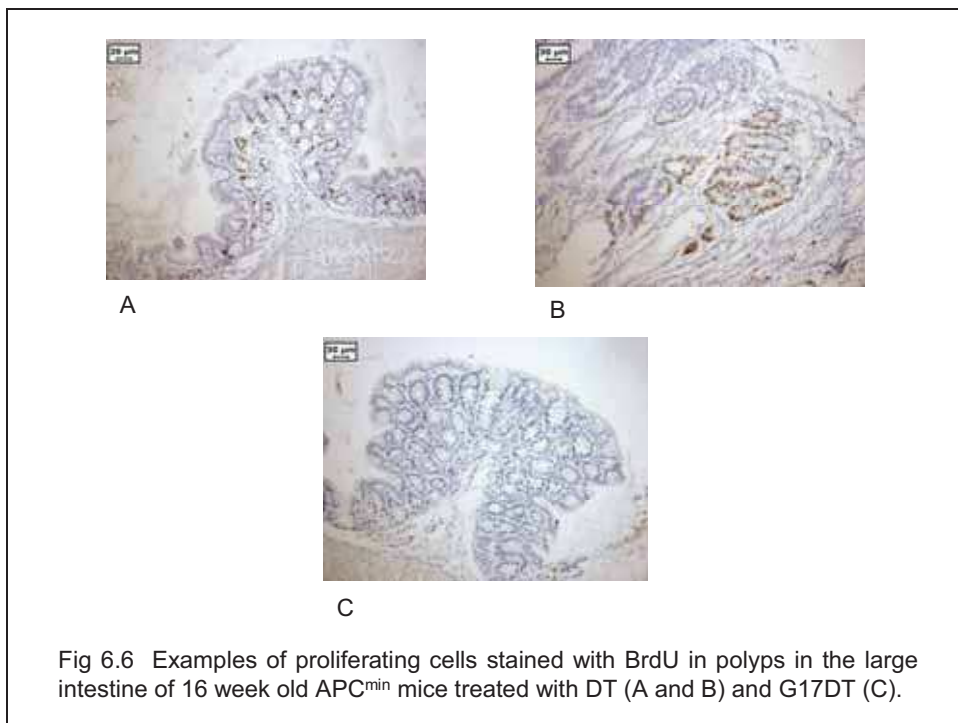 A
B
C
Fig 6.6 Examples of proliferating cells stained with BrdU in polyps in the large
intestine of 16 week old APCmin mice treated with DT (A and B) and G17DT (C).